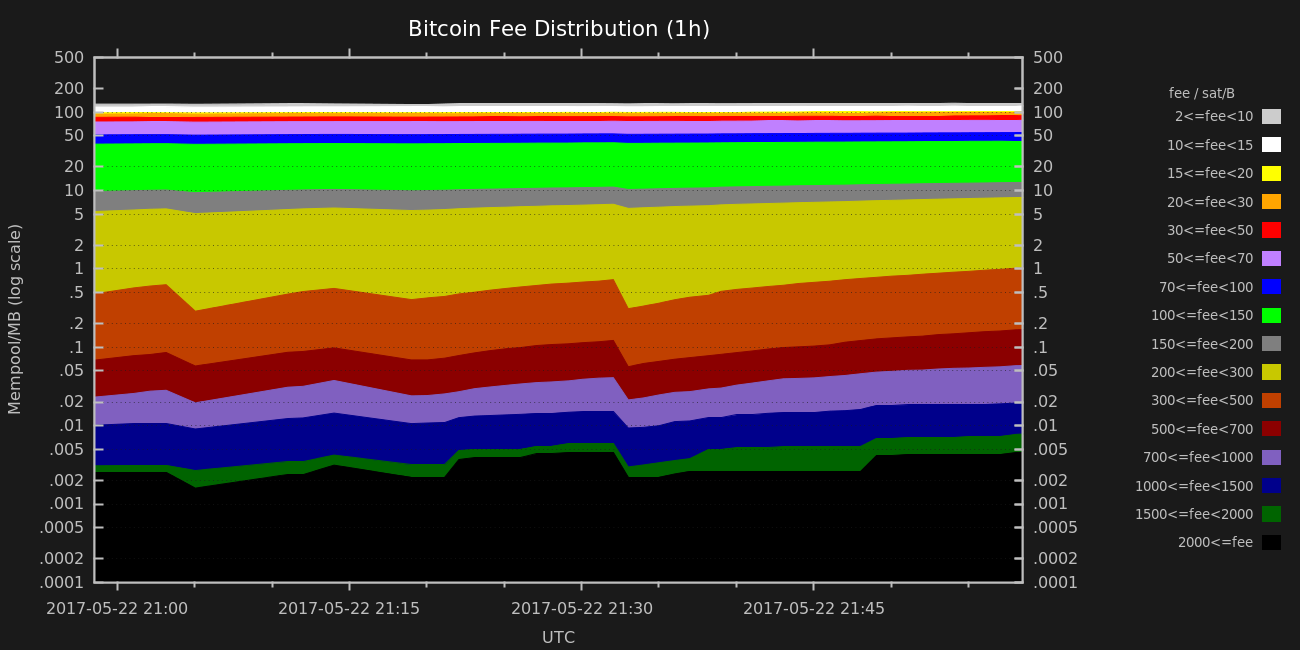 Bitcoin Fee Distribution (1h)
500
200
100
50
20
10
5
2
1
.5
.2
.1
.05
.02
.01
.005
.002
.001
.0005
.0002
.0001
Mempool/MB (log scale)
500
200
100
50
20
10
5
2
1
.5
.2
.1
.05
.02
.01
.005
.002
.001
.0005
.0002
.0001
2017-05-22 21:00
2017-05-22 21:15
2017-05-22 21:30
2017-05-22 21:45
UTC
fee / sat/B
2<=fee<10
10<=fee<15
15<=fee<20
20<=fee<30
30<=fee<50
50<=fee<70
70<=fee<100
100<=fee<150
150<=fee<200
200<=fee<300
300<=fee<500
500<=fee<700
700<=fee<1000
1000<=fee<1500
1500<=fee<2000
2000<=fee